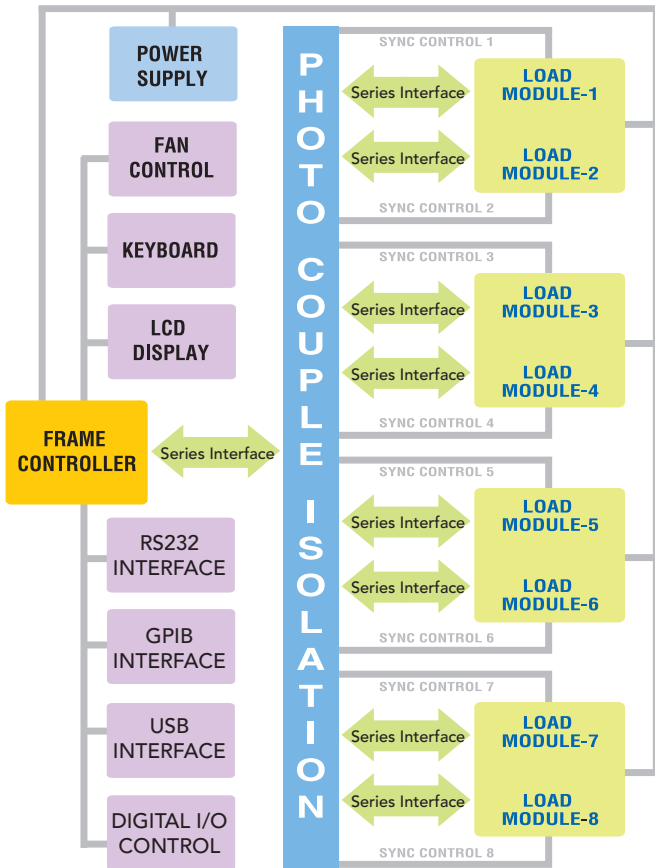 POWER
SUPPLY
FAN
CONTROL
KEYBOARD
LCD
DISPLAY
FRAME
CONTROLLER
Series Interface
RS232
INTERFACE
GPIB
INTERFACE
USB
INTERFACE
DIGITAL I/O
CONTROL
PHOTO COUPLE ISOLATION
SYNC CONTROL 1
Series Interface
LOAD
MODULE-1
Series Interface
LOAD
MODULE-2
SYNC CONTROL 2
SYNC CONTROL 3
Series Interface
LOAD
MODULE-3
Series Interface
LOAD
MODULE-4
SYNC CONTROL 4
SYNC CONTROL 5
Series Interface
LOAD
MODULE-5
Series Interface
LOAD
MODULE-6
SYNC CONTROL 6
SYNC CONTROL 7
Series Interface
LOAD
MODULE-7
Series Interface
LOAD
MODULE-8
SYNC CONTROL 8